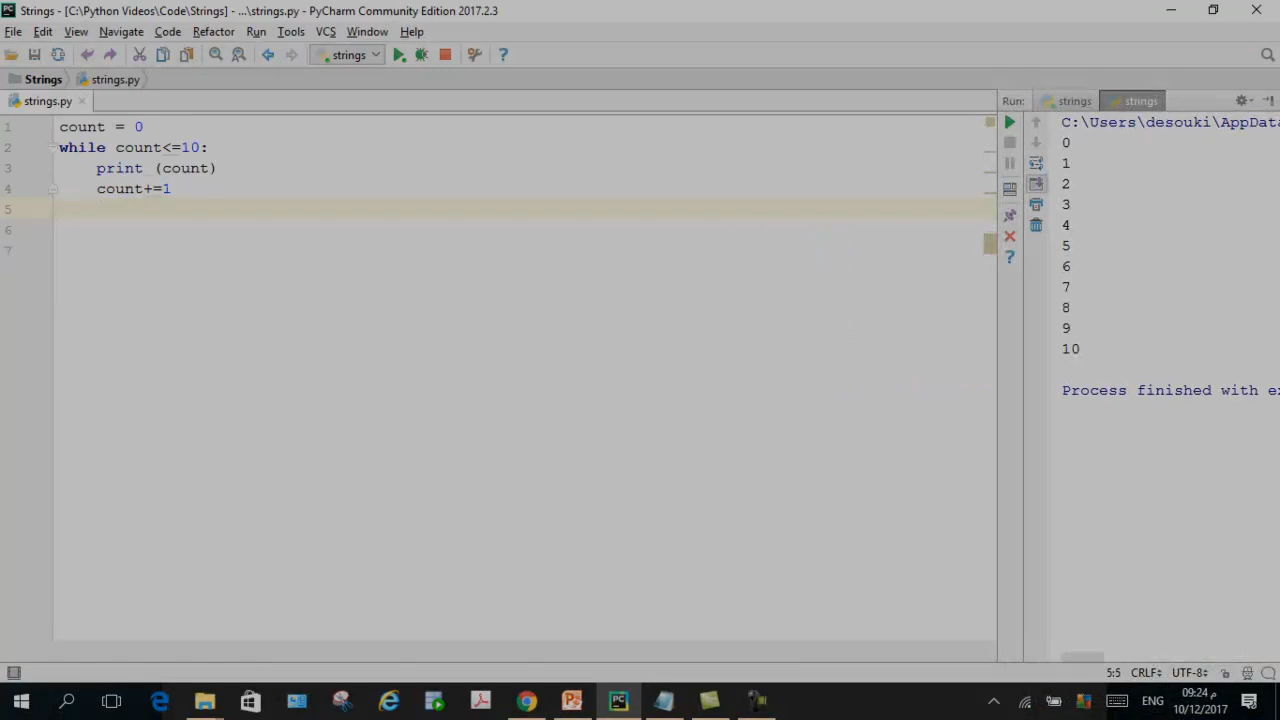 Strings - [C:\Python Videos\Code\Strings] - ...\strings.py - PyCharm Community Edition 2017.2.3
File Edit View Navigate Code Refactor Run Tools VCS Window Help
strings
Strings strings.py
strings.py
Run: strings strings
1 count = 0
2 while count<=10:
3 print (count)
4 count+=1
5
6
7
C:\Users\desouki\AppData
0
1
2
3
4
5
6
7
8
9
10
Process finished with ex
5:5 CRLF UTF-8
ENG
09:24 م
10/12/2017